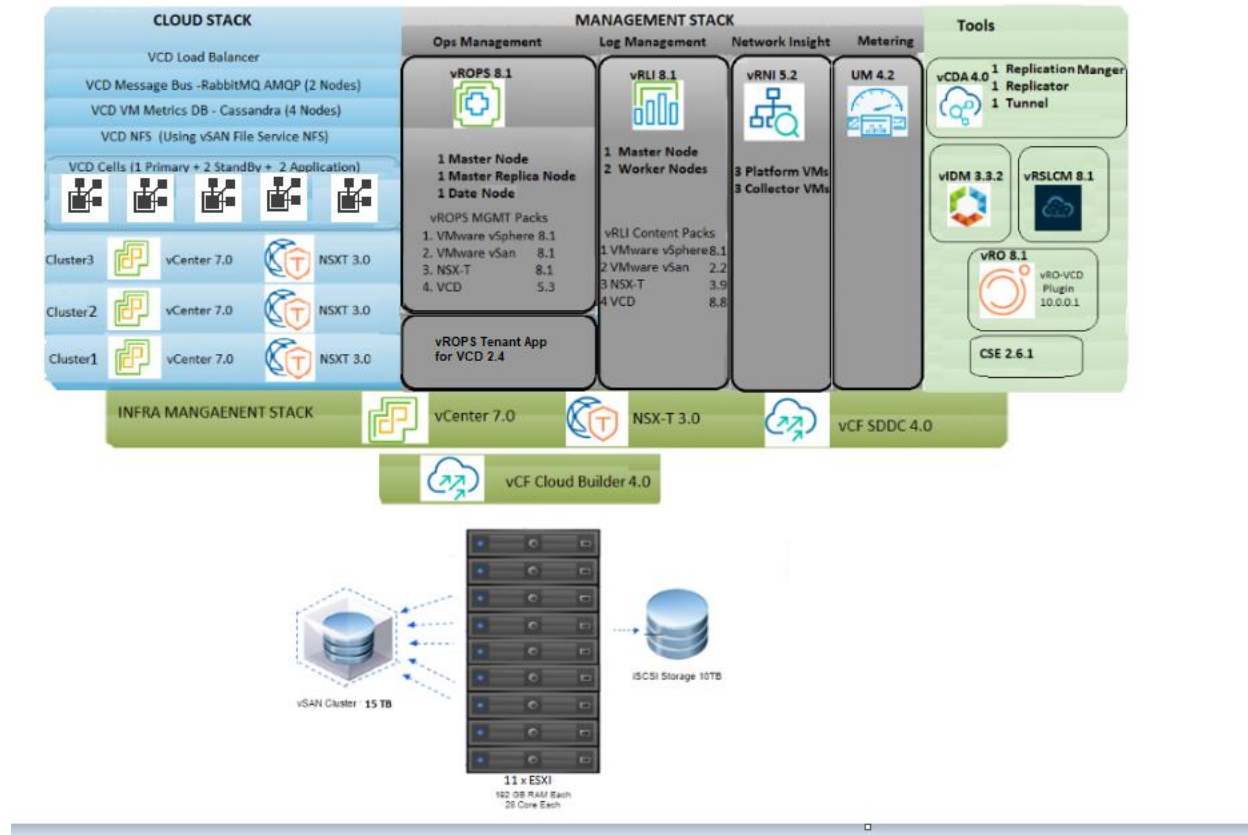 CLOUD STACK
VCD Load Balancer
VCD Message Bus -RabbitMQ AMQP (2 Nodes)
VCD VM Metrics DB - Cassandra (4 Nodes)
VCD NFS (Using vSAN File Service NFS)
VCD Cells (1 Primary + 2 StandBy + 2 Application)
Cluster3 vCenter 7.0 NSXT 3.0
Cluster2 vCenter 7.0 NSXT 3.0
Cluster1 vCenter 7.0 NSXT 3.0
MANAGEMENT STACK
Ops Management Log Management Network Insight Metering
vROPS 8.1
1 Master Node
1 Master Replica Node
1 Date Node
vROPS MGMT Packs
1. VMware vSphere 8.1
2. VMware vSan 8.1
3. NSX-T 8.1
4. VCD 5.3
vROPS Tenant App
for VCD 2.4
vRLI 8.1
1 Master Node
2 Worker Nodes
vRLI Content Packs
1 VMware vSphere 8.1
2 VMware vSan 2.2
3 NSX-T 3.9
4 VCD 8.8
vRNI 5.2
3 Platform VMs
3 Collector VMs
UM 4.2
Tools
vCDA 4.0
1 Replication Manger
1 Replicator
1 Tunnel
vIDM 3.3.2
vRSLCM 8.1
vRO 8.1
vRO-VCD
Plugin
10.0.0.1
CSE 2.6.1
INFRA MANGAENENT STACK vCenter 7.0 NSX-T 3.0 vCF SDDC 4.0
vCF Cloud Builder 4.0
vSAN Cluster : 15 TB
iSCSI Storage 10TB
11 x ESXI
192 GB RAM Each
28 Core Each